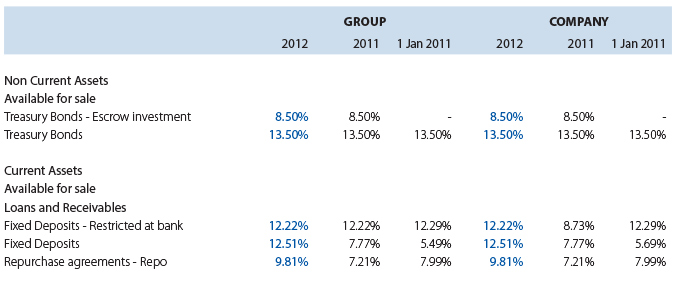 GROUP COMPANY
2012 2011 1 Jan 2011 2012 2011 1 Jan 2011
Non Current Assets
Available for sale
Treasury Bonds - Escrow investment 8.50% 8.50% - 8.50% 8.50% -
Treasury Bonds 13.50% 13.50% 13.50% 13.50% 13.50% 13.50%
Current Assets
Available for sale
Loans and Receivables
Fixed Deposits - Restricted at bank 12.22% 12.22% 12.29% 12.22% 8.73% 12.29%
Fixed Deposits 12.51% 7.77% 5.49% 12.51% 7.77% 5.69%
Repurchase agreements - Repo 9.81% 7.21% 7.99% 9.81% 7.21% 7.99%